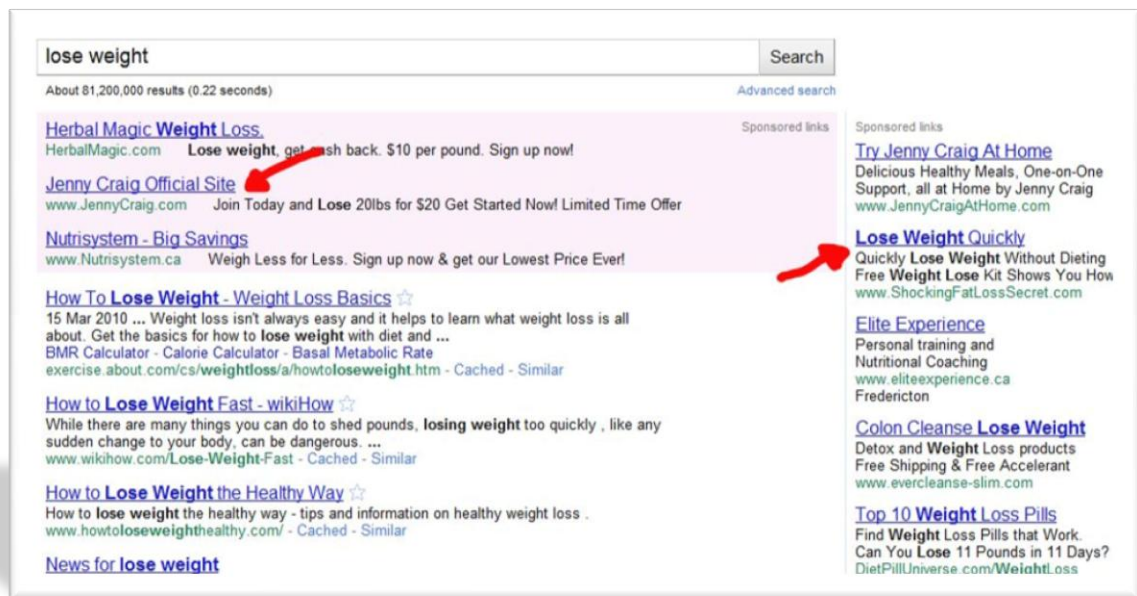 lose weight Search
About 81,200,000 results (0.22 seconds) Advanced search
Herbal Magic Weight Loss. Sponsored links
HerbalMagic.com Lose weight, get cash back. $10 per pound. Sign up now!
Jenny Craig Official Site
www.JennyCraig.com Join Today and Lose 20lbs for $20 Get Started Now! Limited Time Offer
Nutrisystem - Big Savings
www.Nutrisystem.ca Weigh Less for Less. Sign up now & get our Lowest Price Ever!
How To Lose Weight - Weight Loss Basics
15 Mar 2010 ... Weight loss isn't always easy and it helps to learn what weight loss is all
about. Get the basics for how to lose weight with diet and ...
BMR Calculator - Calorie Calculator - Basal Metabolic Rate
exercise.about.com/cs/weightloss/a/howtoloseweight.htm - Cached - Similar
How to Lose Weight Fast - wikiHow
While there are many things you can do to shed pounds, losing weight too quickly , like any
sudden change to your body, can be dangerous. ...
www.wikihow.com/Lose-Weight-Fast - Cached - Similar
How to Lose Weight the Healthy Way
How to lose weight the healthy way - tips and information on healthy weight loss .
www.howtoloseweighthealthy.com/ - Cached - Similar
News for lose weight
Sponsored links
Try Jenny Craig At Home
Delicious Healthy Meals, One-on-One
Support, all at Home by Jenny Craig
www.JennyCraigAtHome.com
Lose Weight Quickly
Quickly Lose Weight Without Dieting
Free Weight Lose Kit Shows You How
www.ShockingFatLossSecret.com
Elite Experience
Personal training and
Nutritional Coaching
www.eliteexperience.ca
Fredericton
Colon Cleanse Lose Weight
Detox and Weight Loss products
Free Shipping & Free Accelerant
www.evercleanse-slim.com
Top 10 Weight Loss Pills
Find Weight Loss Pills that Work.
Can You Lose 11 Pounds in 11 Days?
DietPillUniverse.com/WeightLoss